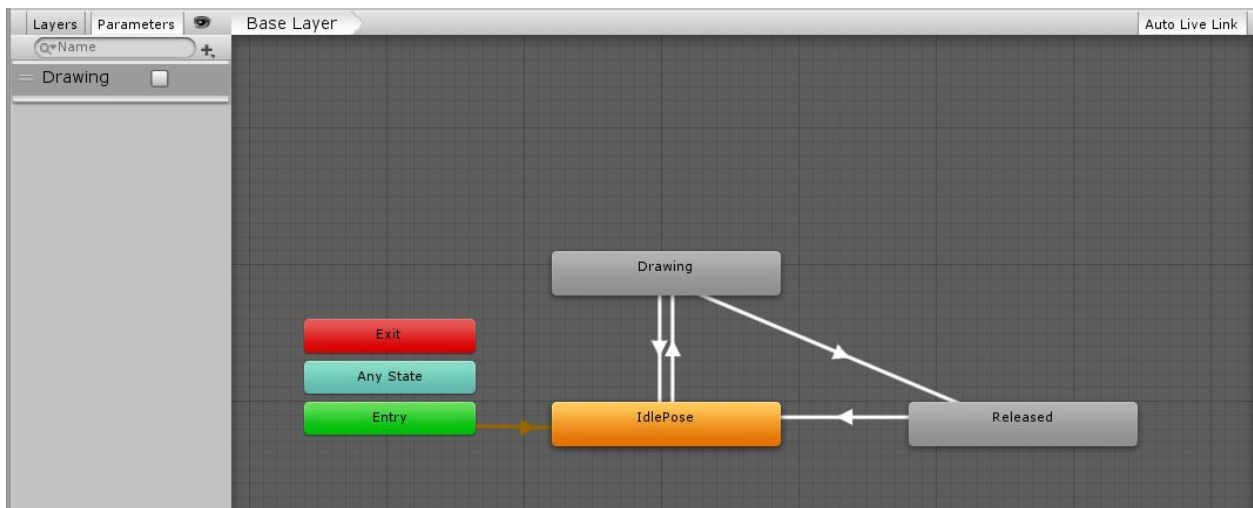 Layers Parameters Base Layer Auto Live Link
Name
Drawing
Drawing
Exit
Any State
Entry IdlePose Released